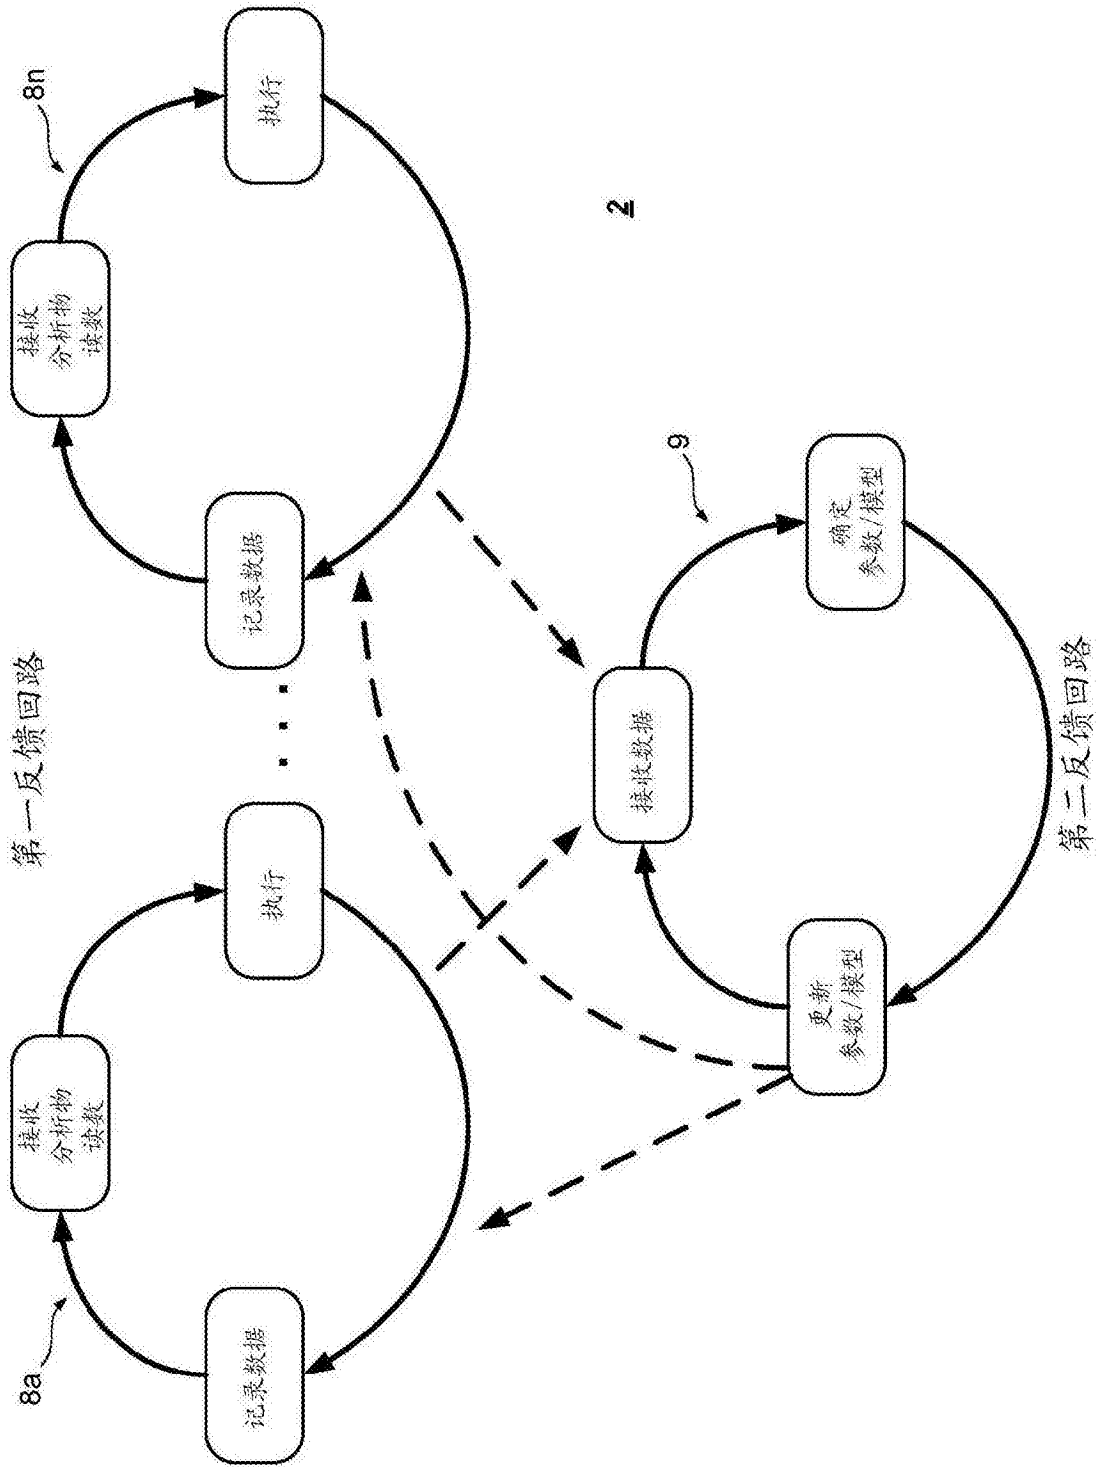 第一反馈回路
8a
接收
分析物
读数
执行
记录数据
8n
接收
分析物
读数
执行
记录数据
. . .
2
9
接收数据
确定
参数/模型
更新
参数/模型
第二反馈回路